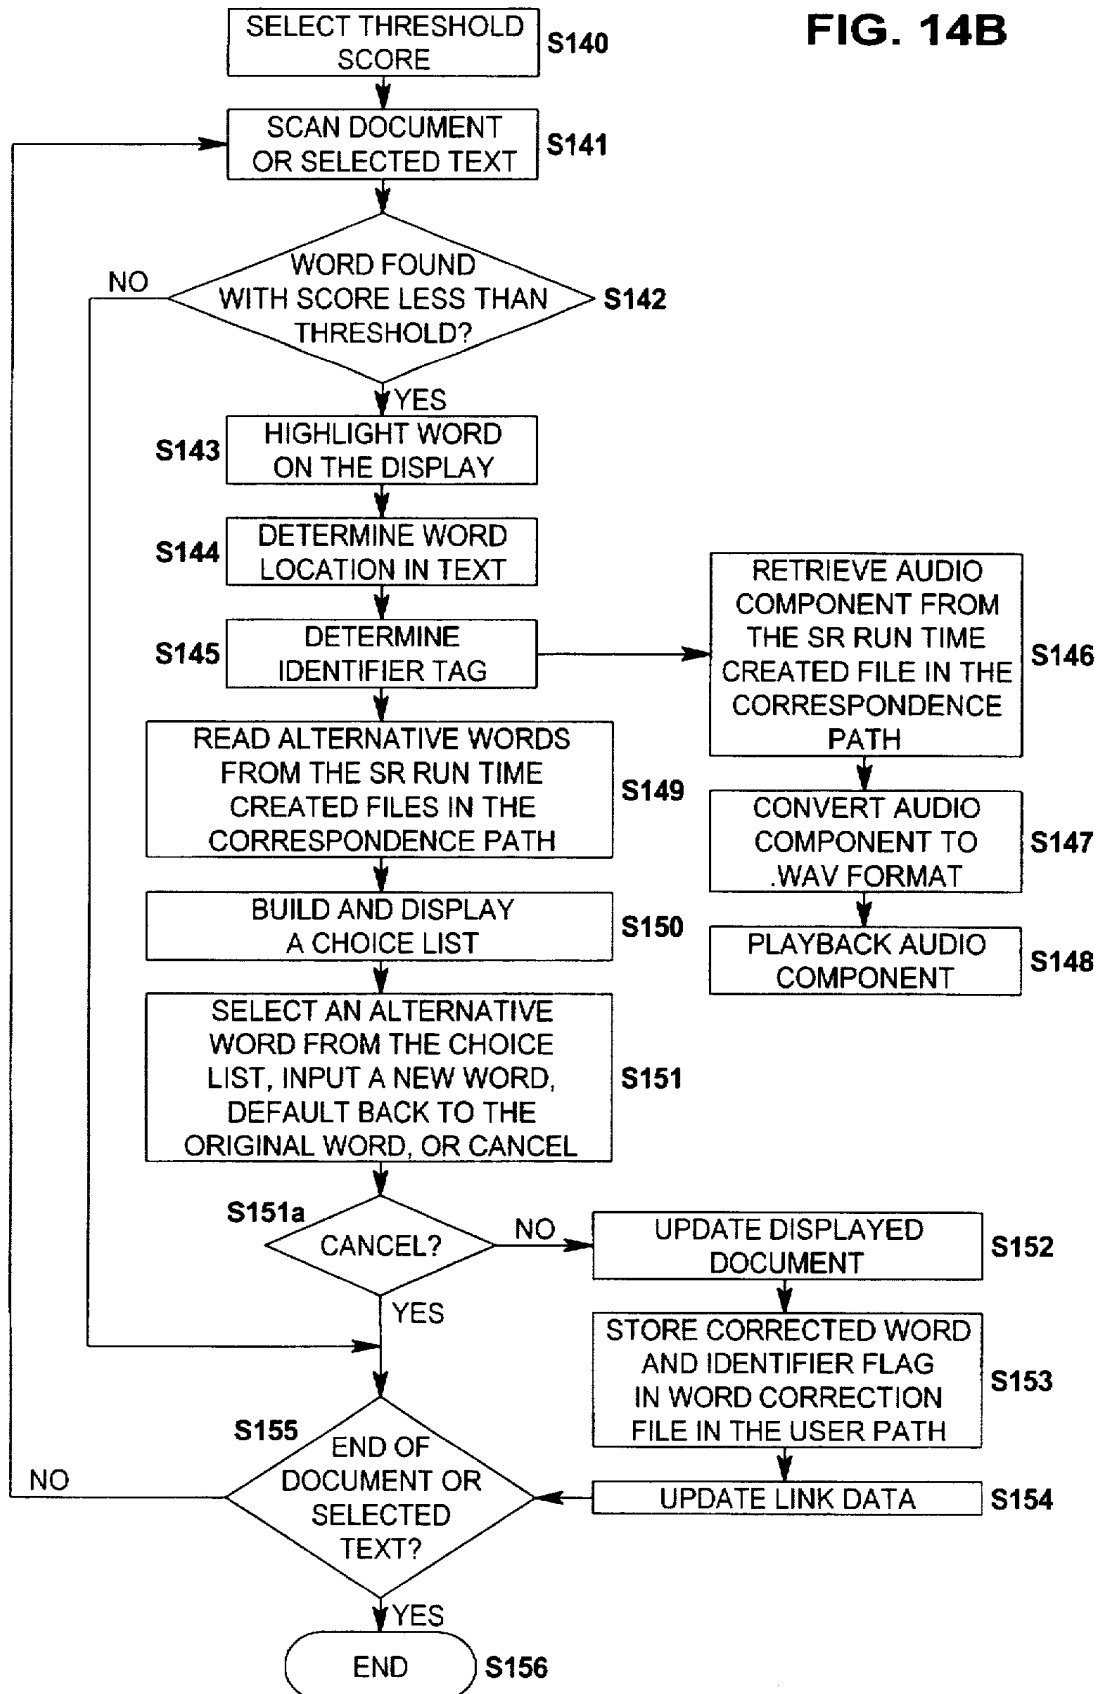 FIG. 14B
SELECT THRESHOLD
SCORE
S140
SCAN DOCUMENT
OR SELECTED TEXT
S141
NO
WORD FOUND
WITH SCORE LESS THAN
THRESHOLD?
S142
YES
S143
HIGHLIGHT WORD
ON THE DISPLAY
S144
DETERMINE WORD
LOCATION IN TEXT
S145
DETERMINE
IDENTIFIER TAG
RETRIEVE AUDIO
COMPONENT FROM
THE SR RUN TIME
CREATED FILE IN THE
CORRESPONDENCE
PATH
S146
CONVERT AUDIO
COMPONENT TO
.WAV FORMAT
S147
PLAYBACK AUDIO
COMPONENT
S148
READ ALTERNATIVE WORDS
FROM THE SR RUN TIME
CREATED FILES IN THE
CORRESPONDENCE PATH
S149
BUILD AND DISPLAY
A CHOICE LIST
S150
SELECT AN ALTERNATIVE
WORD FROM THE CHOICE
LIST, INPUT A NEW WORD,
DEFAULT BACK TO THE
ORIGINAL WORD, OR CANCEL
S151
S151a
CANCEL?
NO
YES
UPDATE DISPLAYED
DOCUMENT
S152
STORE CORRECTED WORD
AND IDENTIFIER FLAG
IN WORD CORRECTION
FILE IN THE USER PATH
S153
UPDATE LINK DATA
S154
S155
END OF
DOCUMENT OR
SELECTED
TEXT?
NO
YES
END
S156